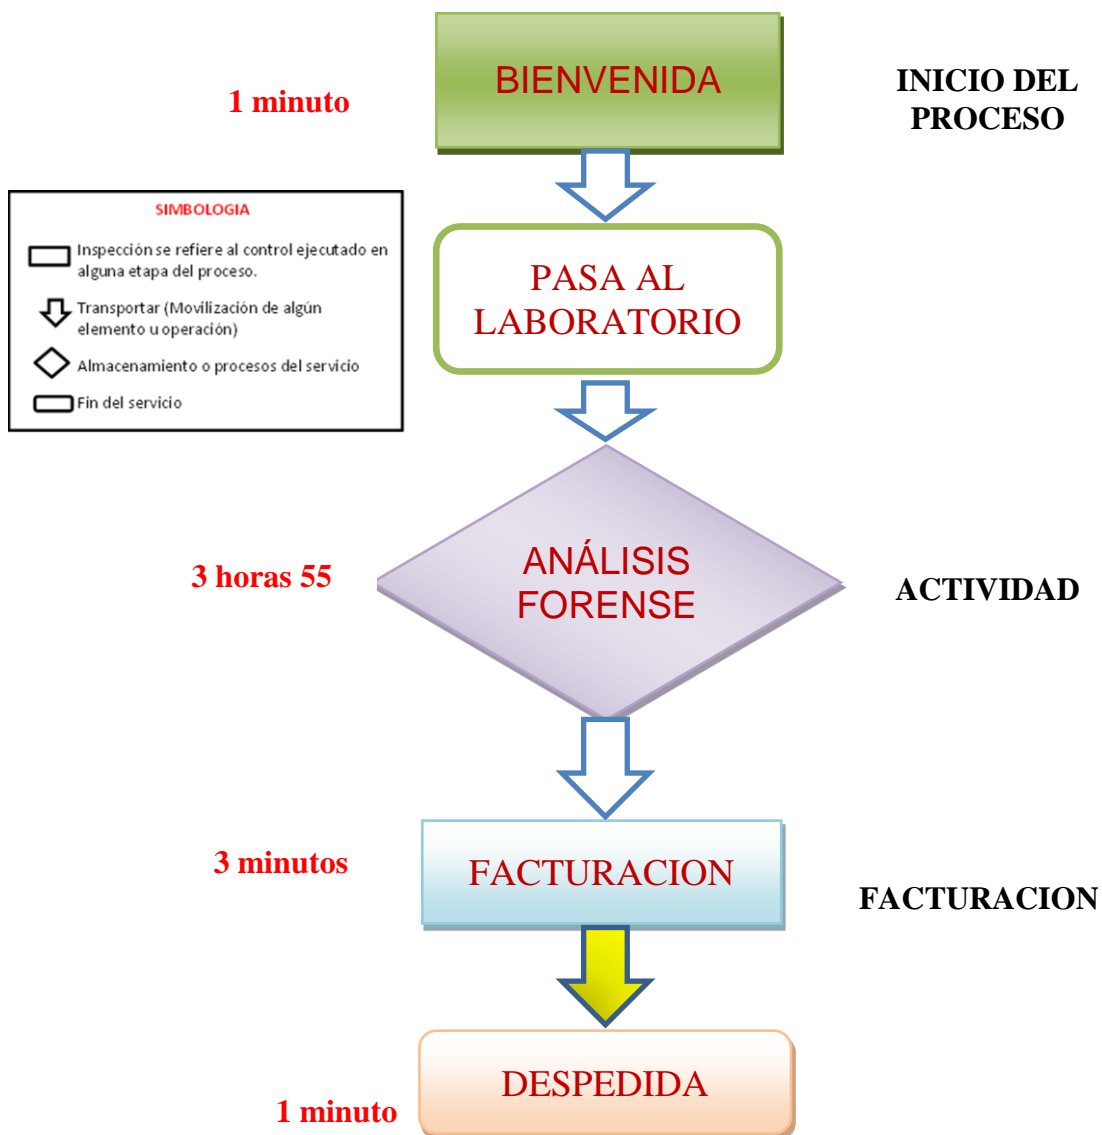 BIENVENIDA
1 minuto
INICIO DEL
PROCESO
SIMBOLOGIA
Inspección se refiere al control ejecutado en
alguna etapa del proceso.
Transportar (Movilización de algún
elemento u operación)
Almacenamiento o procesos del servicio
Fin del servicio
PASA AL
LABORATORIO
3 horas 55
ANÁLISIS
FORENSE
ACTIVIDAD
3 minutos
FACTURACION
FACTURACION
DESPEDIDA
1 minuto